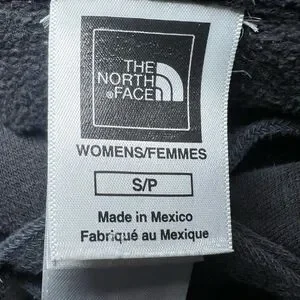 THE
NORTH
®FACE
WOMENS/FEMMES
S/P
Made in Mexico
Fabriqué au Mexique